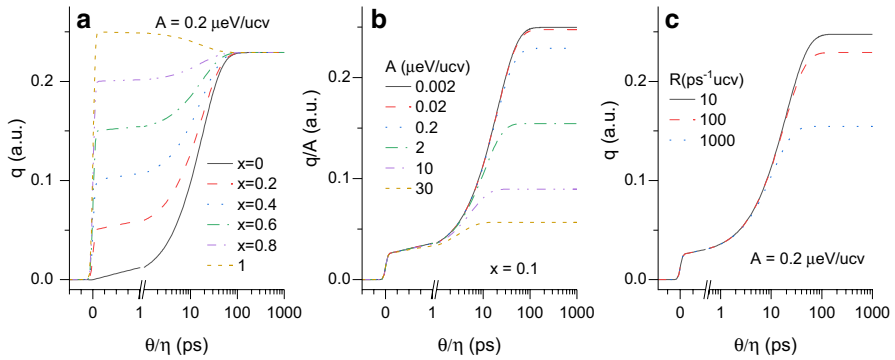 a
A = 0.2 µeV/ucv
q (a.u.)
0.2
0.1
0.0
x=0
x=0.2
x=0.4
x=0.6
x=0.8
1
0 1 10 100 1000
θ/η (ps)
b
q/A (a.u.)
0.2
0.1
0.0
A (µeV/ucv)
0.002
0.02
0.2
2
10
30
x = 0.1
0 1 10 100 1000
θ/η (ps)
c
q (a.u.)
0.2
0.1
0.0
R(ps⁻¹ucv)
10
100
1000
A = 0.2 µeV/ucv
0 1 10 100 1000
θ/η (ps)